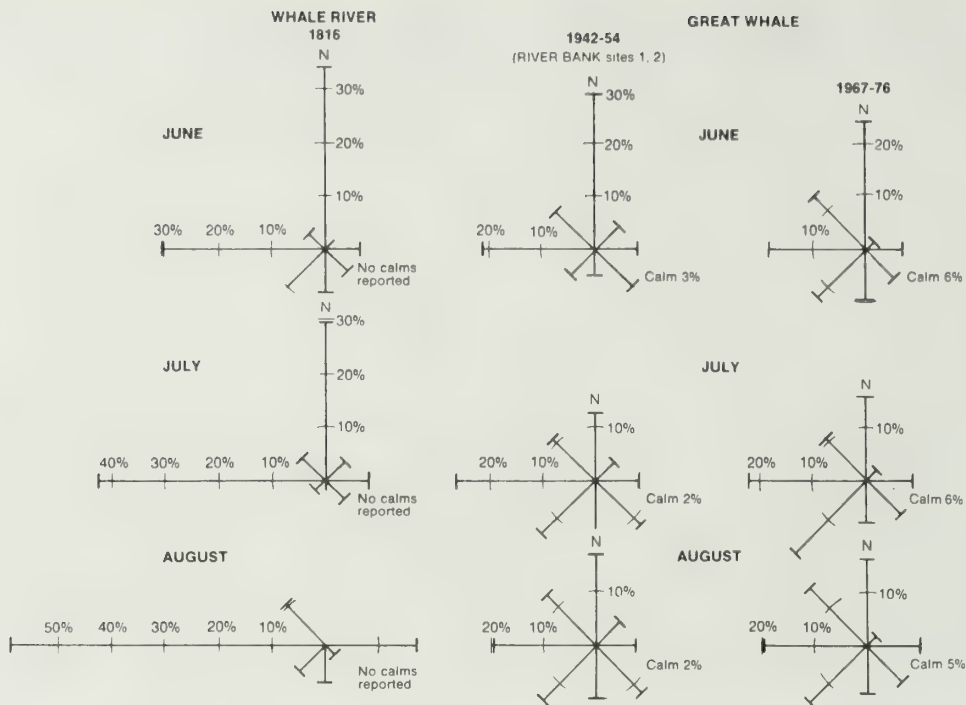 WHALE RIVER
1816
GREAT WHALE
1942-54
(RIVER BANK sites 1, 2)
1967-76
JUNE
N
30%
20%
10%
30% 20% 10%
No calms
reported
N
30%
20%
10%
20% 10%
Calm 3%
JUNE
N
20%
10%
10%
Calm 6%
JULY
N
30%
20%
10%
40% 30% 20% 10%
No calms
reported
N
10%
20% 10%
Calm 2%
JULY
N
10%
20% 10%
Calm 6%
AUGUST
50% 40% 30% 20% 10%
No calms
reported
N
10%
20% 10%
Calm 2%
AUGUST
N
10%
20% 10%
Calm 5%